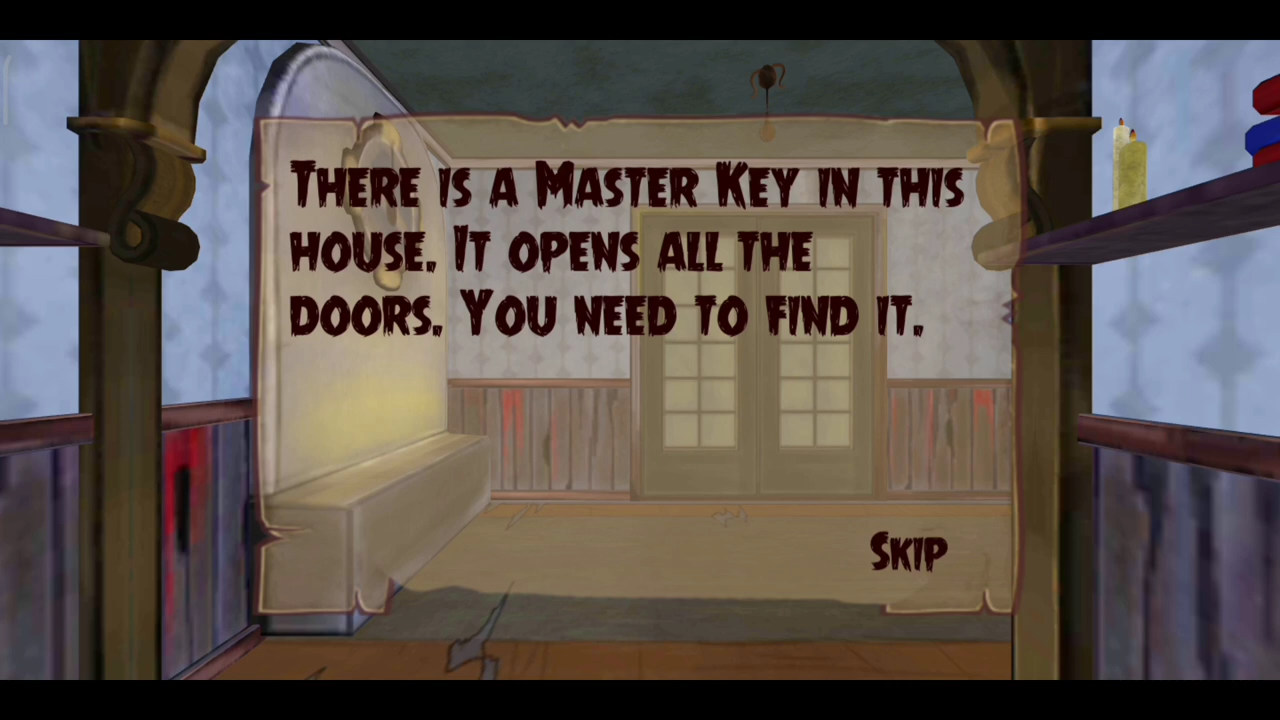 There is a Master Key in this
house. It opens all the
doors. You need to find it.
Skip